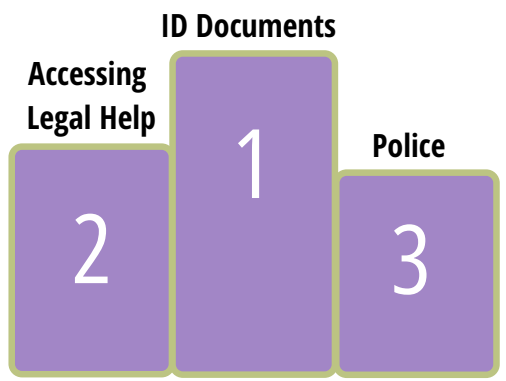 ID Documents
Accessing
Legal Help
Police
1
2
3